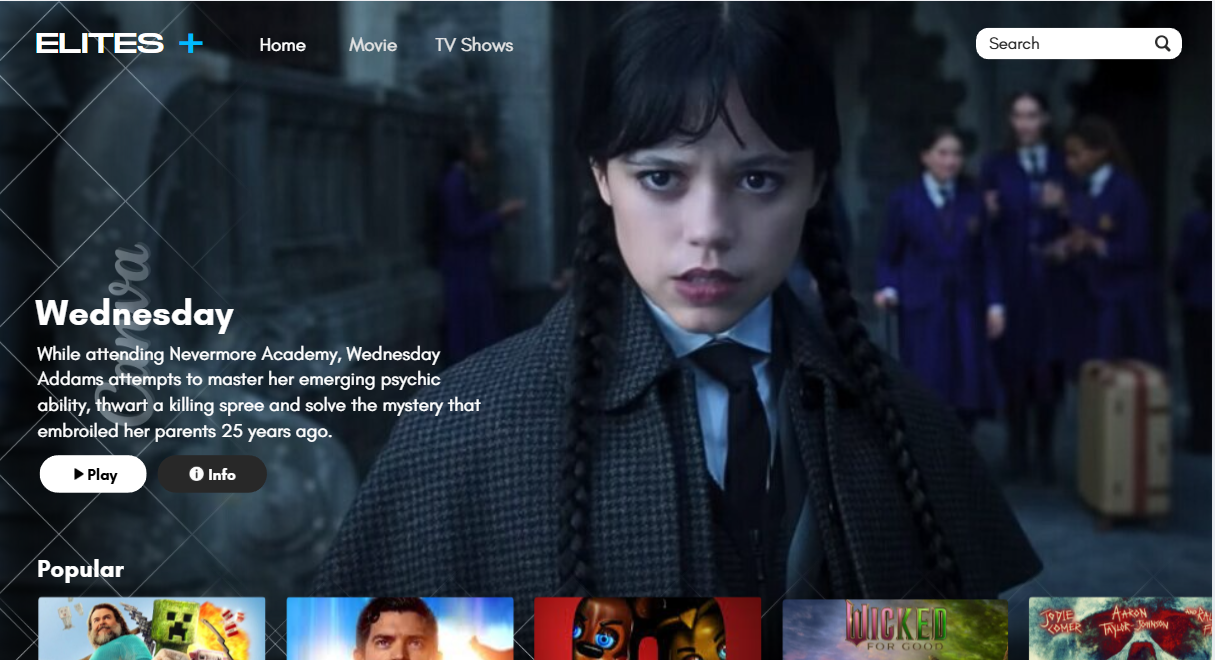 ELITES +
Home
Movie
TV Shows
Search
Canva
Wednesday
While attending Nevermore Academy, Wednesday
Addams attempts to master her emerging psychic
ability, thwart a killing spree and solve the mystery that
embroiled her parents 25 years ago.
Play
Info
Popular
WICKED
FOR GOOD
JODIE
COMER
AARON
TAYLOR-JOHNSON
AND